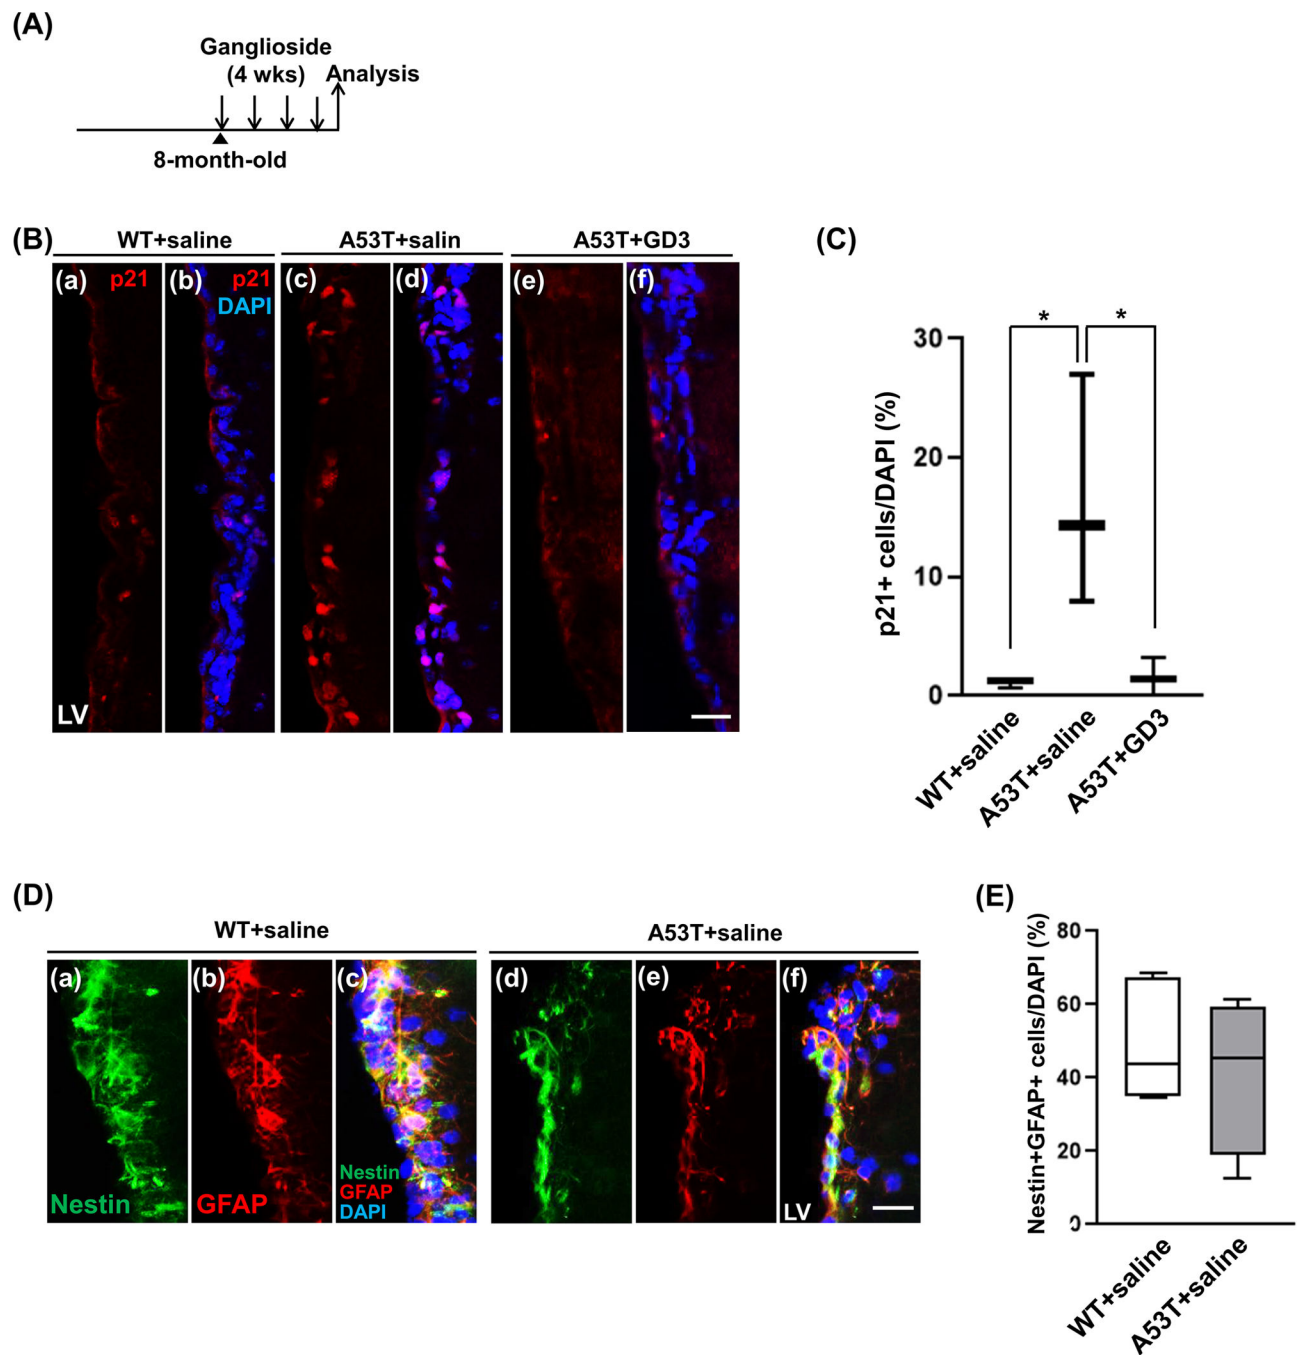 (A)
Ganglioside
(4 wks)
Analysis
8-month-old
(B)
WT+saline
A53T+salin
A53T+GD3
(a)
p21
(b)
p21
DAPI
(c)
(d)
(e)
(f)
LV
(C)
p21+ cells/DAPI (%)
30
20
10
0
*
*
WT+saline
A53T+saline
A53T+GD3
(D)
WT+saline
A53T+saline
(a)
Nestin
(b)
GFAP
(c)
Nestin
GFAP
DAPI
(d)
(e)
(f)
LV
(E)
Nestin+GFAP+ cells/DAPI (%)
80
60
40
20
0
WT+saline
A53T+saline